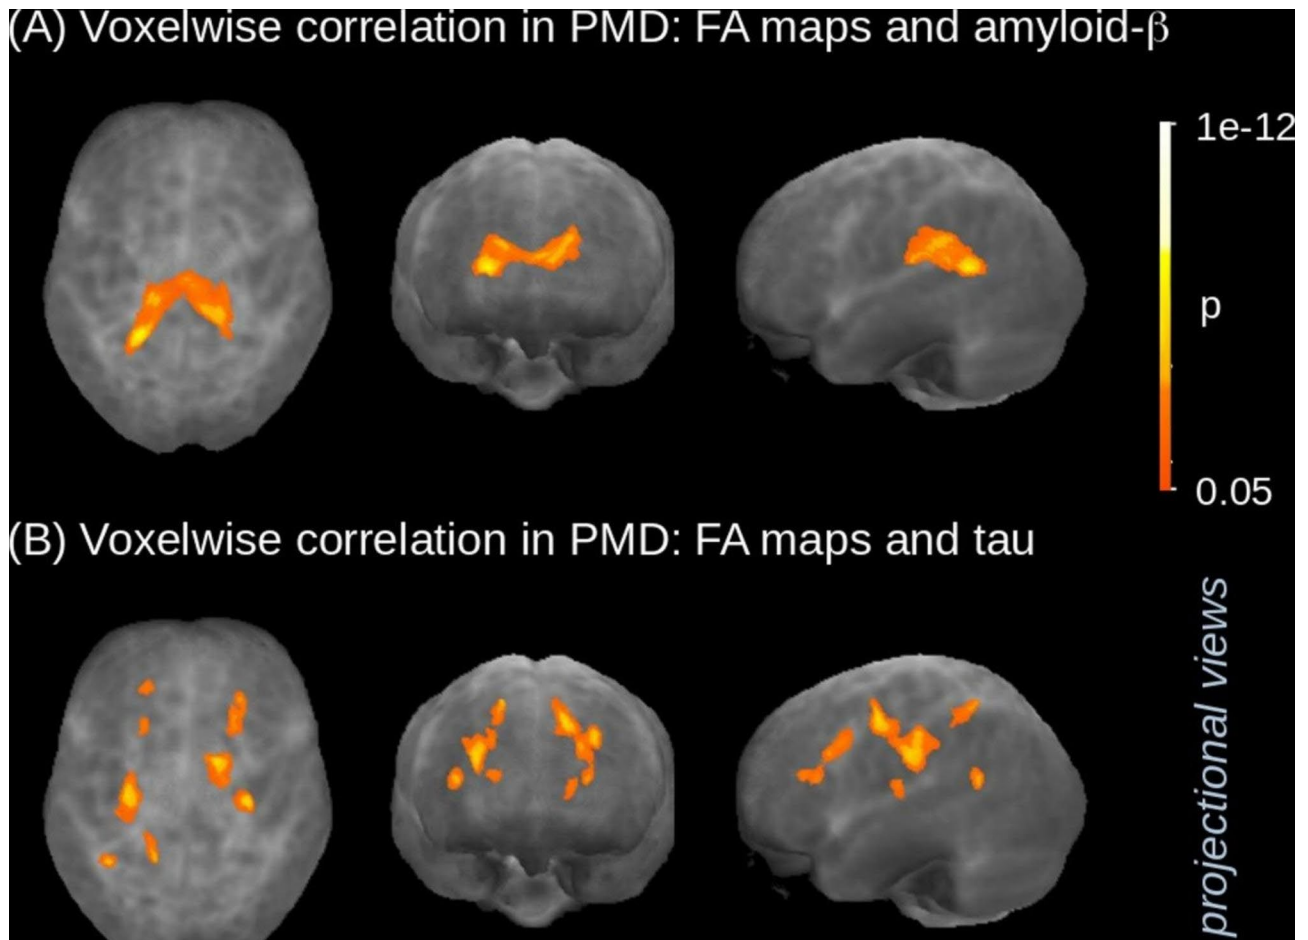 (A) Voxelwise correlation in PMD: FA maps and amyloid-β
1e-12
p
0.05
(B) Voxelwise correlation in PMD: FA maps and tau
projectional views